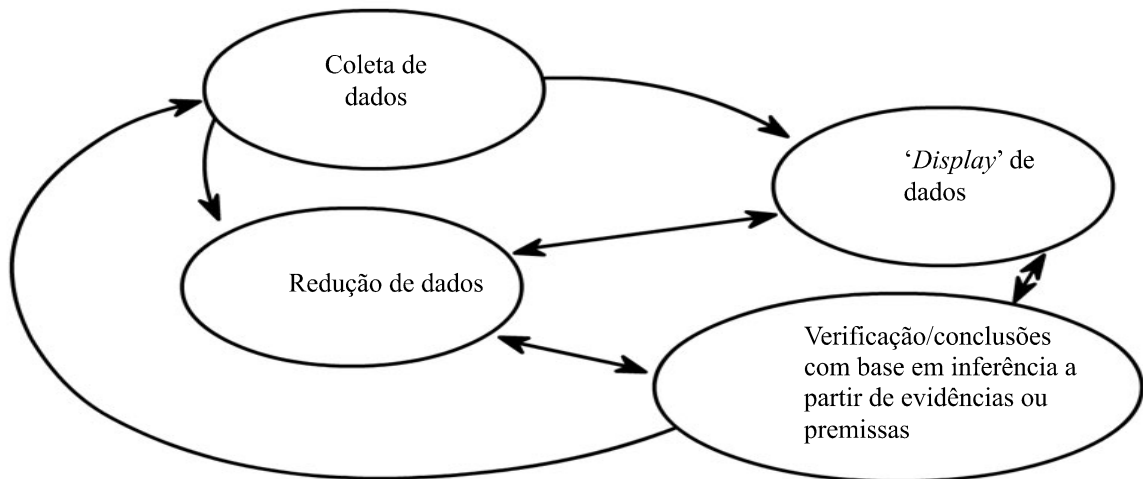 Coleta de
dados
‘Display’ de
dados
Redução de dados
Verificação/conclusões
com base em inferência a
partir de evidências ou
premissas